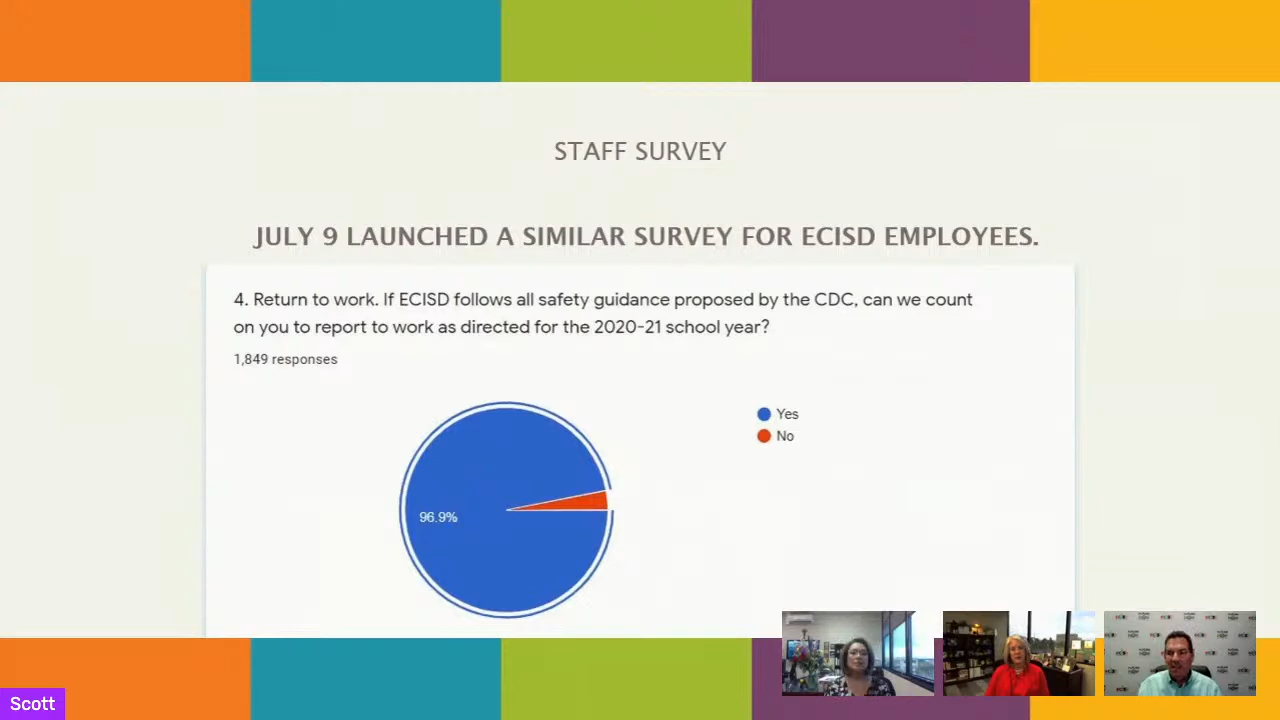 STAFF SURVEY
JULY 9 LAUNCHED A SIMILAR SURVEY FOR ECISD EMPLOYEES.
4. Return to work. If ECISD follows all safety guidance proposed by the CDC, can we count
on you to report to work as directed for the 2020-21 school year?
1,849 responses
Yes
No
96.9%
Scott